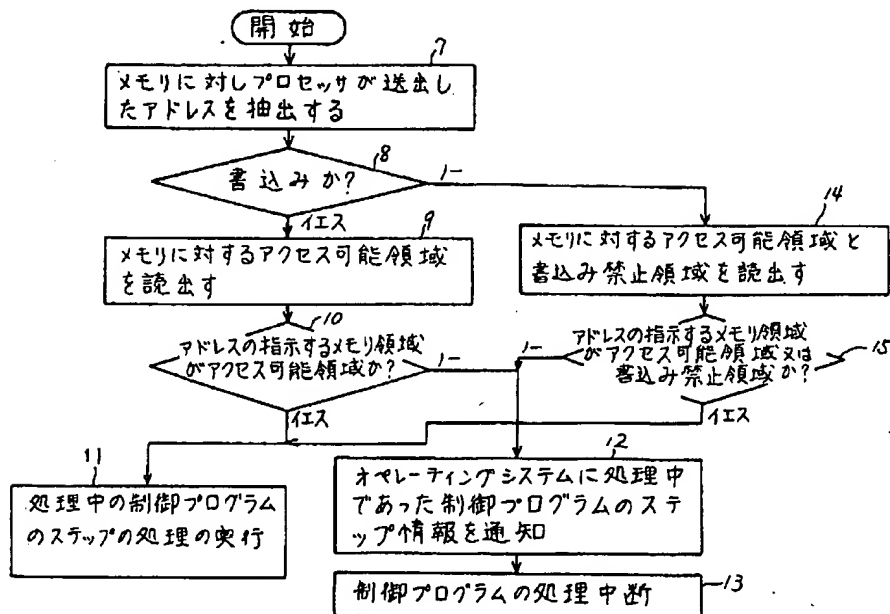 開始
7
メモリに対しプロセッサが送出し
たアドレスを抽出する
8
書込みか?
ノー
イエス
9
メモリに対するアクセス可能領域
を読出す
14
メモリに対するアクセス可能領域と
書込み禁止領域を読出す
10
アドレスの指示するメモリ領域
がアクセス可能領域か?
ノー
イエス
ノー
アドレスの指示するメモリ領域
がアクセス可能領域又は
書込み禁止領域か?
15
イエス
11
処理中の制御プログラム
のステップの処理の実行
12
オペレーティングシステムに処理中
であった制御プログラムのステ
ップ情報を通知
制御プログラムの処理中断
13